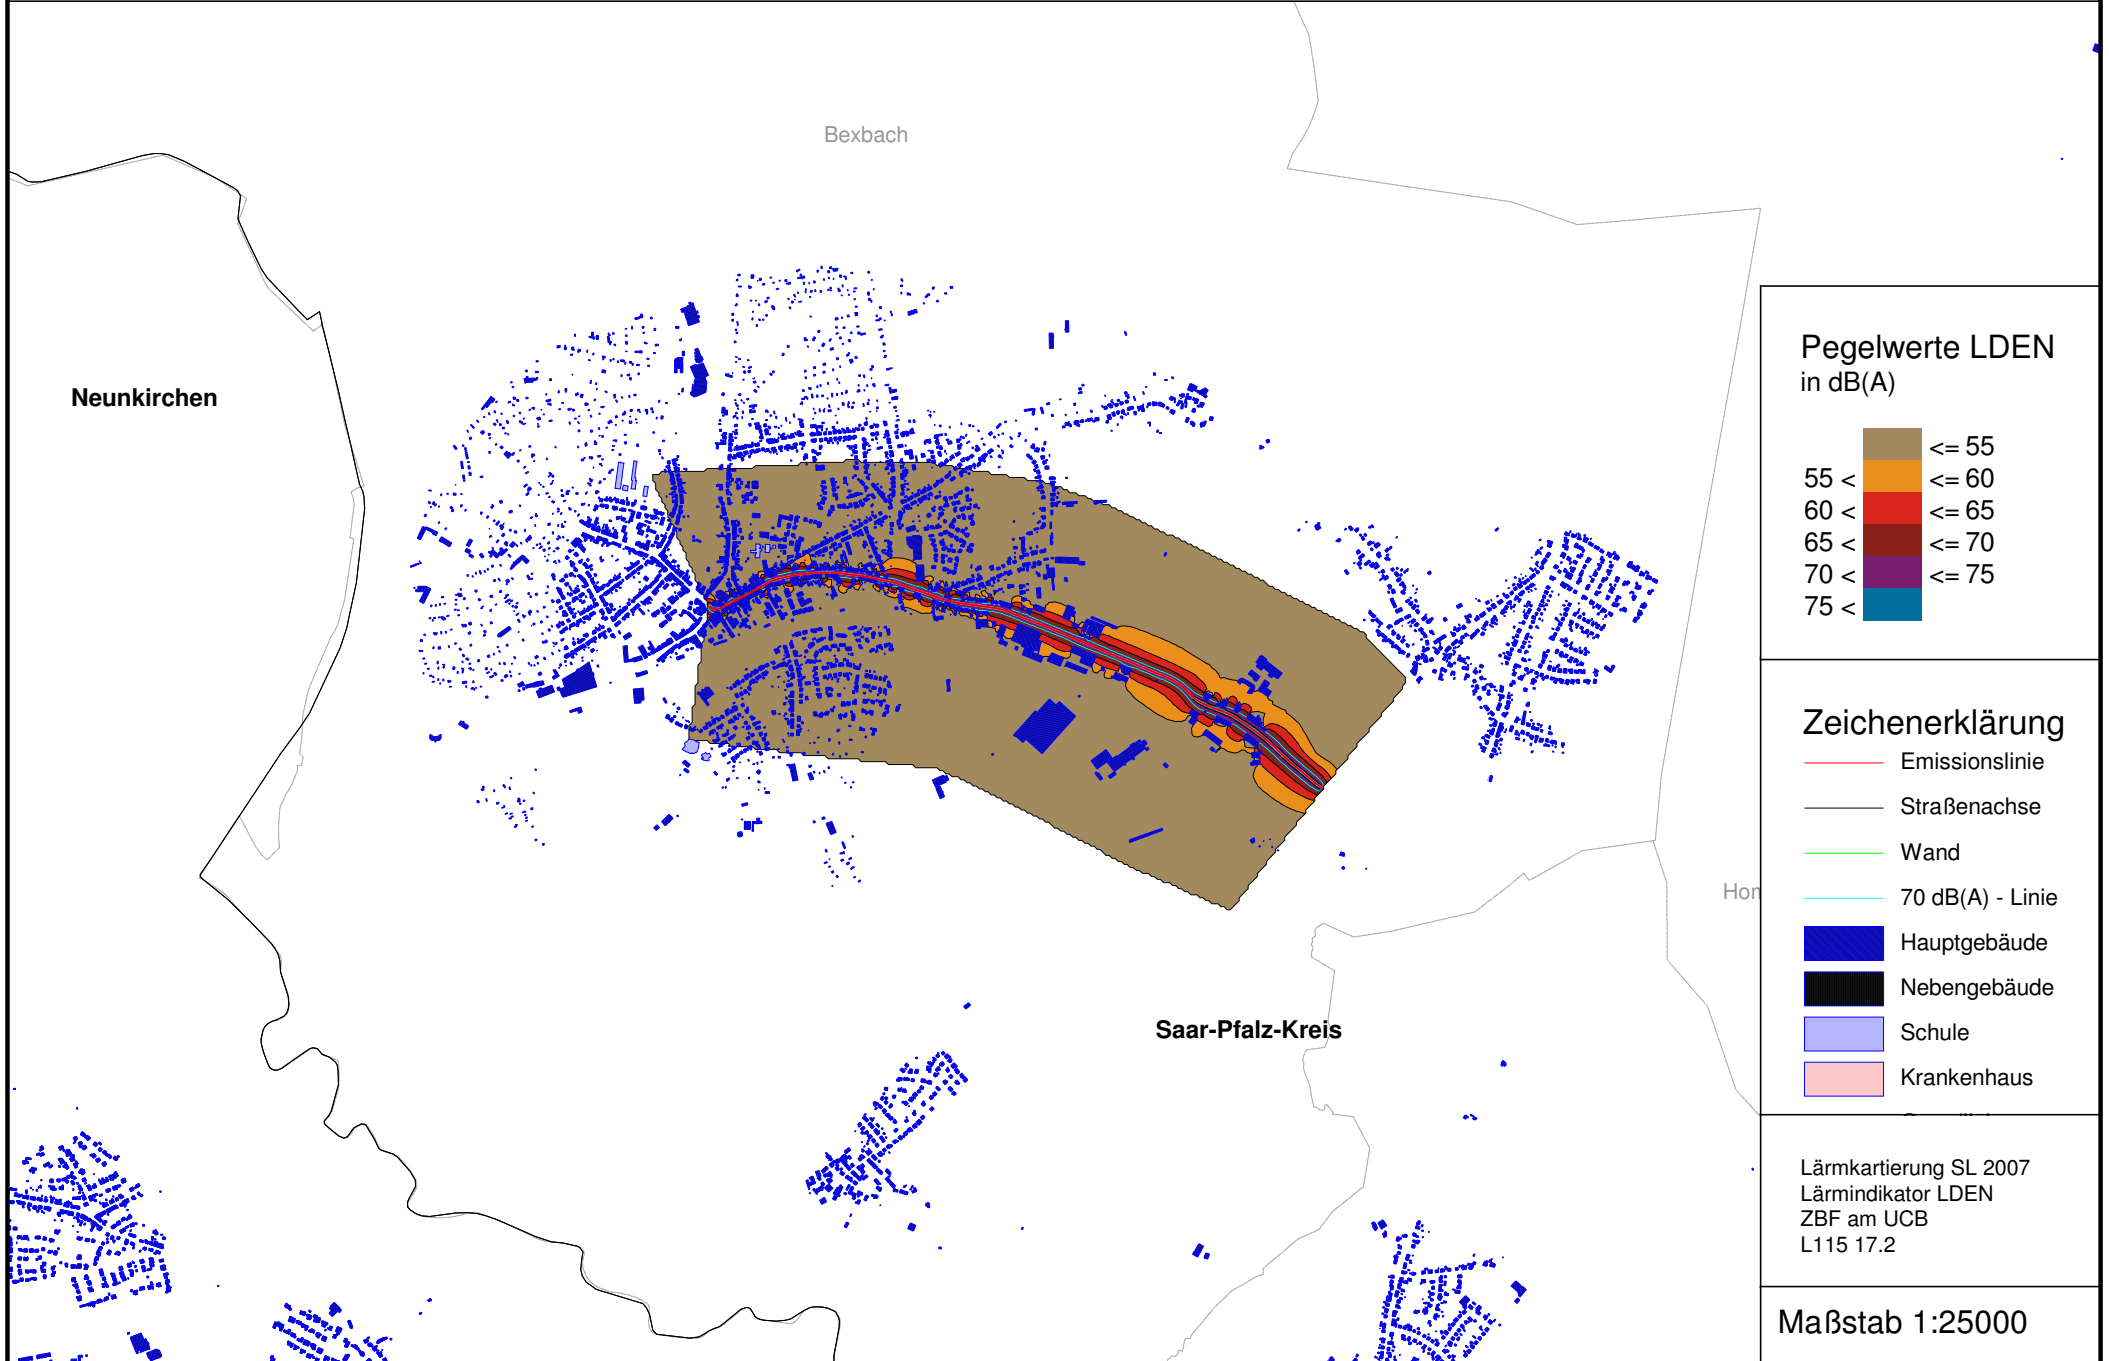 Bexbach
Neunkirchen
Saar-Pfalz-Kreis
Pegelwerte LDEN
in dB(A)
<= 55
55 < <= 60
60 < <= 65
65 < <= 70
70 < <= 75
75 <
Zeichenerklärung
Emissionslinie
Straßenachse
Wand
70 dB(A) - Linie
Hauptgebäude
Nebengebäude
Schule
Krankenhaus
Lärmkartierung SL 2007
Lärmindikator LDEN
ZBF am UCB
L115 17.2
Maßstab 1:25000